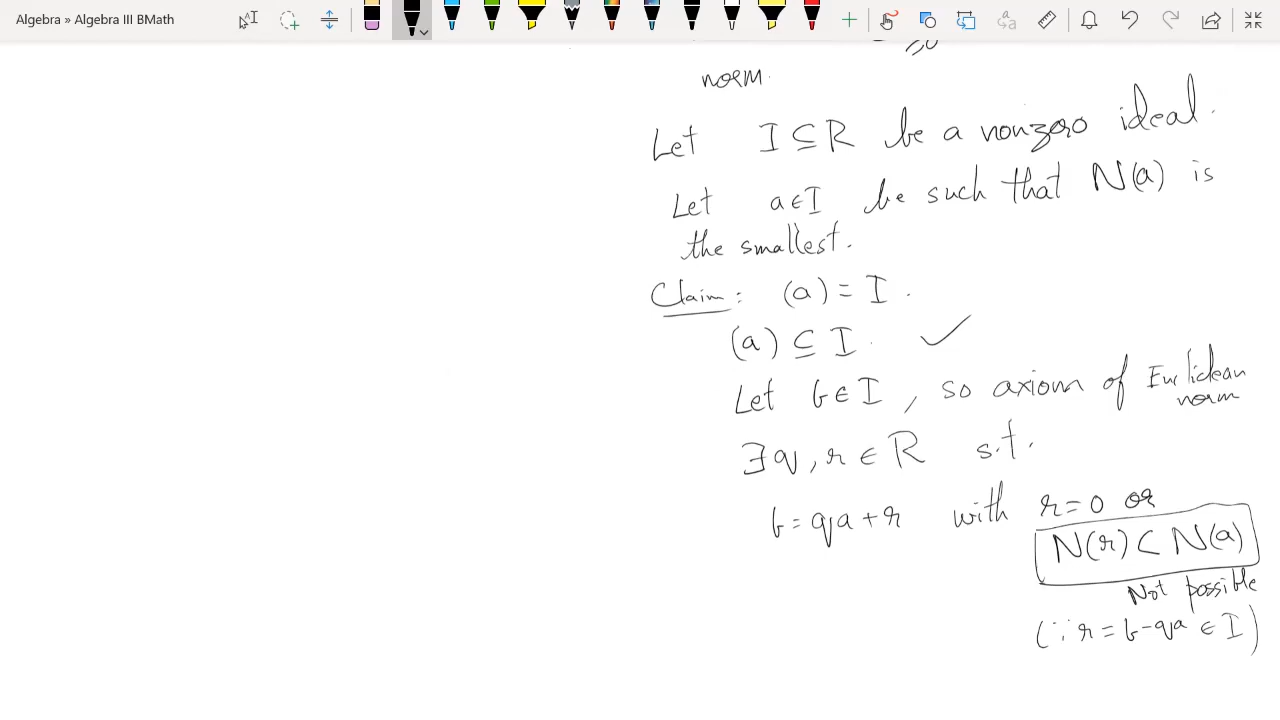 Algebra » Algebra III BMath
norm.
Let I ⊆ R be a nonzero ideal.
Let a ∈ I be such that N(a) is
the smallest.
Claim: (a) = I.
(a) ⊆ I. ✓
Let b ∈ I, so axiom of Euclidean
norm
∃ q, r ∈ R s.t.
b = qa + r with r = 0 or
N(r) < N(a)
Not possible
(∵ r = b - qa ∈ I)